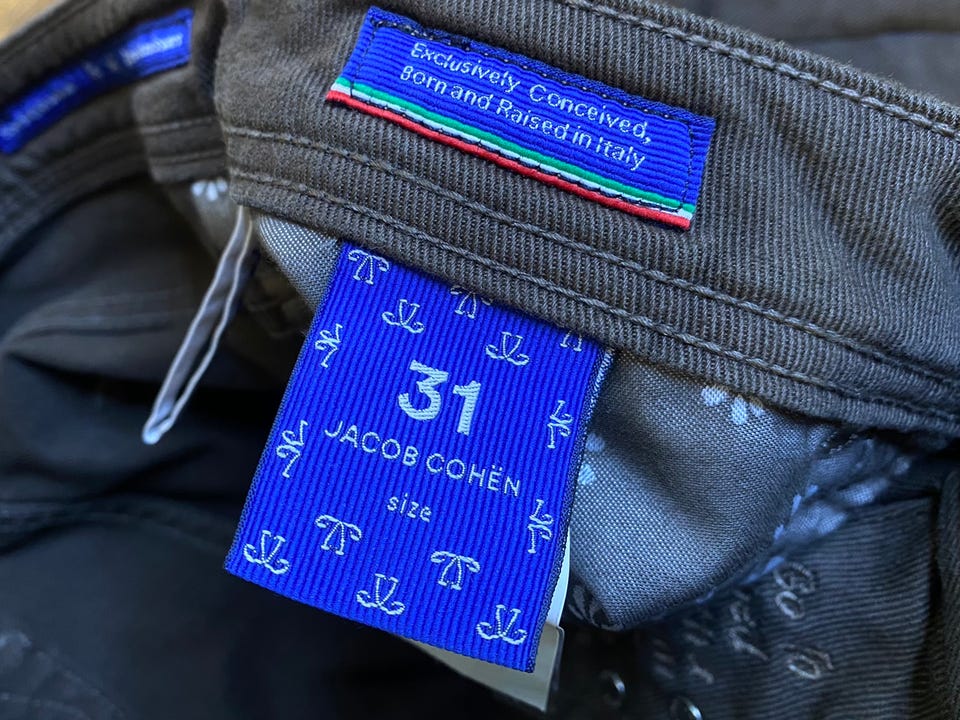 Exclusively Conceived,
Born and Raised in Italy
31
JACOB COHËN
size